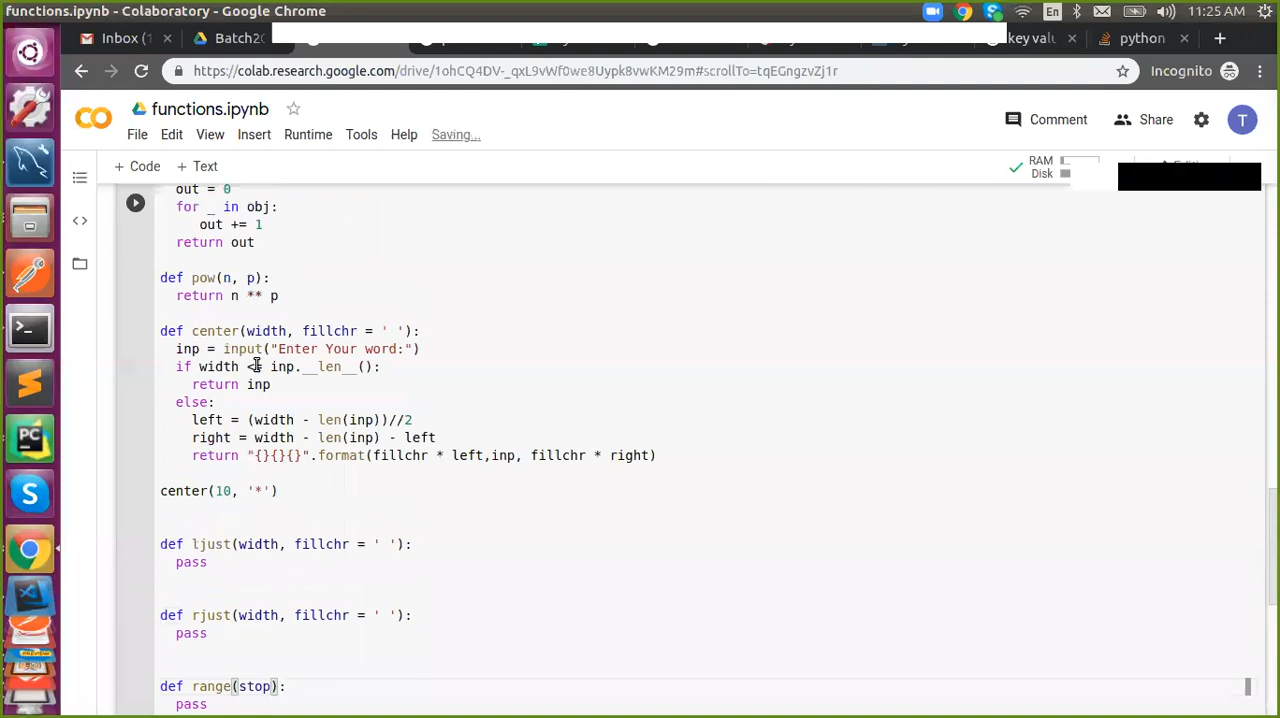 functions.ipynb - Colaboratory - Google Chrome
En
11:25 AM
Inbox (1
Batch2
key valu
python
https://colab.research.google.com/drive/1ohCQ4DV-_qxL9vWf0we8Uypk8vwKM29m#scrollTo=tqEGngzvZj1r
Incognito
functions.ipynb
Comment
Share
T
File Edit View Insert Runtime Tools Help Saving...
+ Code + Text
RAM
Disk
out = 0
for _ in obj:
out += 1
return out
def pow(n, p):
return n ** p
def center(width, fillchr = ' '):
inp = input("Enter Your word:")
if width <= inp.__len__():
return inp
else:
left = (width - len(inp))//2
right = width - len(inp) - left
return "{}{}{}".format(fillchr * left,inp, fillchr * right)
center(10, '*')
def ljust(width, fillchr = ' '):
pass
def rjust(width, fillchr = ' '):
pass
def range(stop):
pass